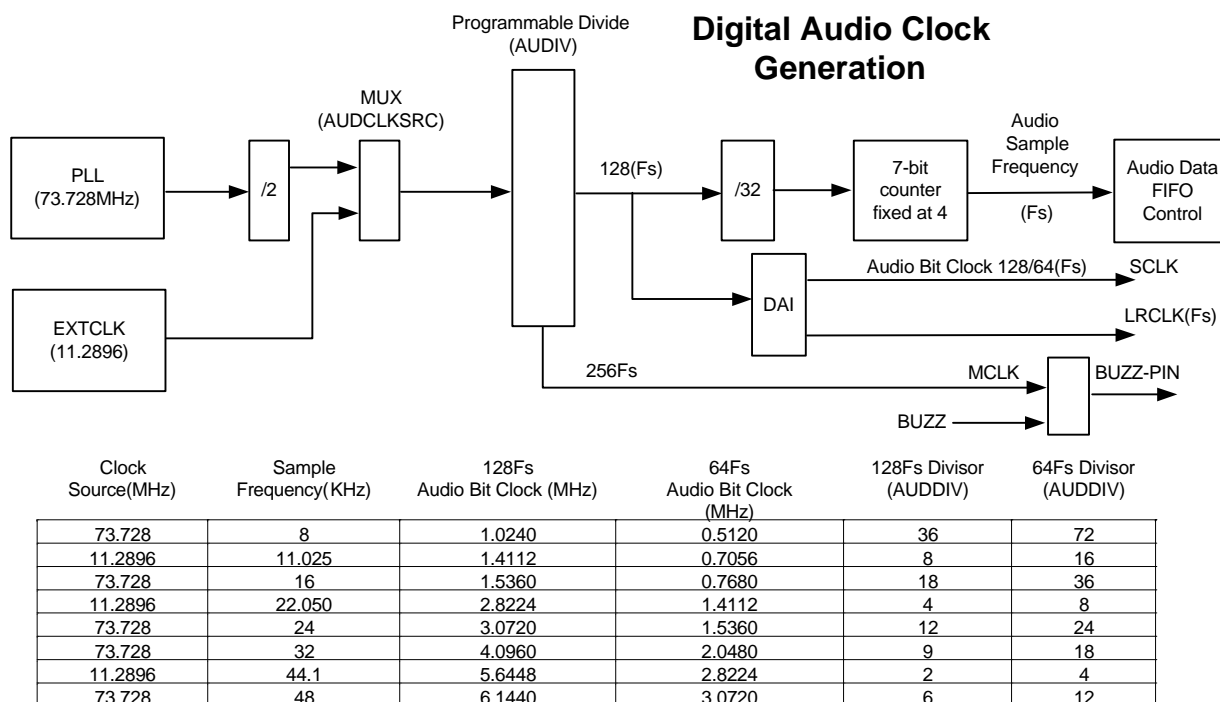 Digital Audio Clock
Generation
Programmable Divide
(AUDIV)
MUX
(AUDCLKSRC)
PLL
(73.728MHz)
/2
EXTCLK
(11.2896)
128(Fs)
/32
7-bit
counter
fixed at 4
Audio
Sample
Frequency
(Fs)
Audio Data
FIFO
Control
DAI
Audio Bit Clock 128/64(Fs)
SCLK
LRCLK(Fs)
256Fs
MCLK
BUZZ-PIN
BUZZ
Clock
Source(MHz)
Sample
Frequency(KHz)
128Fs
Audio Bit Clock (MHz)
64Fs
Audio Bit Clock
(MHz)
128Fs Divisor
(AUDDIV)
64Fs Divisor
(AUDDIV)
73.728 8 1.0240 0.5120 36 72
11.2896 11.025 1.4112 0.7056 8 16
73.728 16 1.5360 0.7680 18 36
11.2896 22.050 2.8224 1.4112 4 8
73.728 24 3.0720 1.5360 12 24
73.728 32 4.0960 2.0480 9 18
11.2896 44.1 5.6448 2.8224 2 4
73.728 48 6.1440 3.0720 6 12